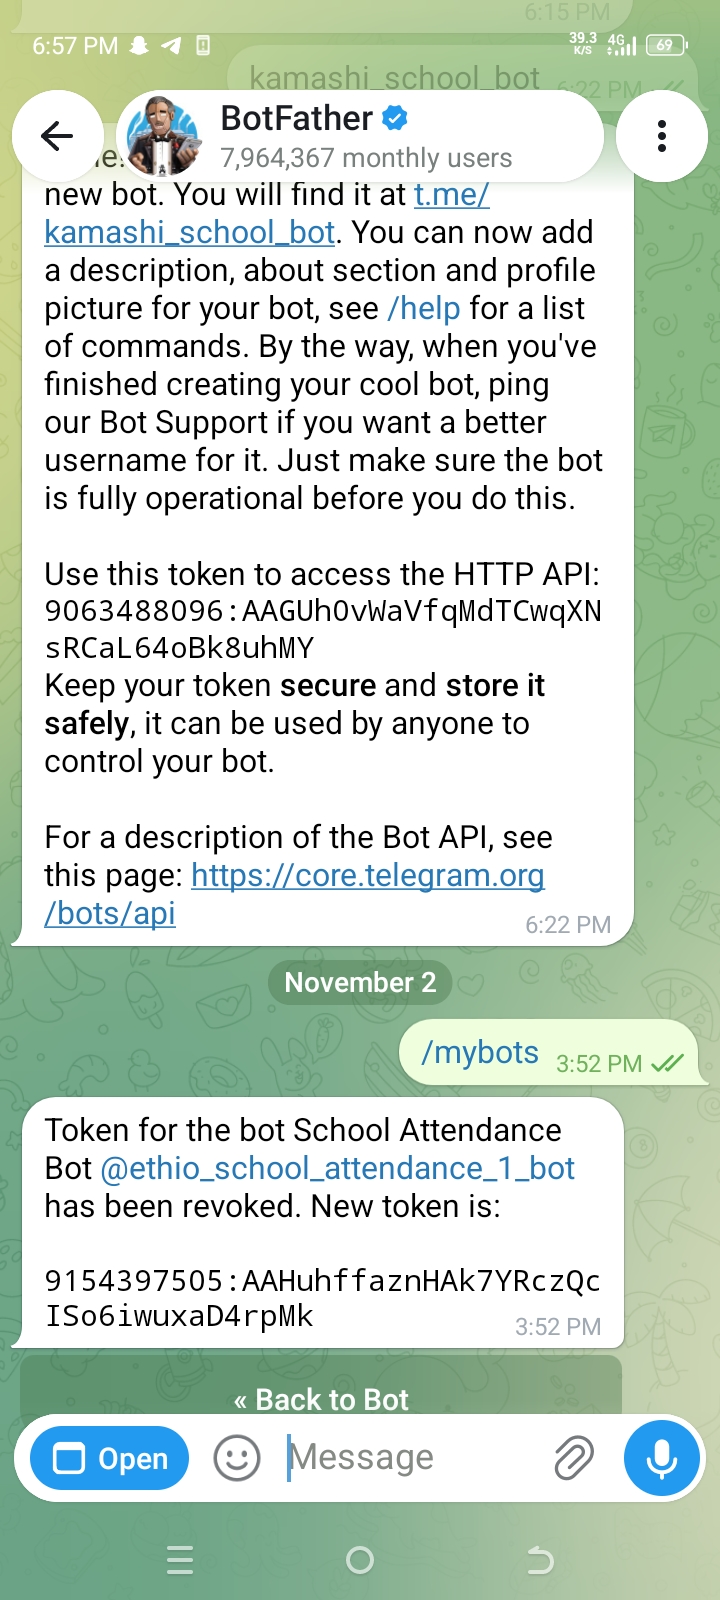 6:15 PM
6:57 PM
39.3
K/S
4G
69
kamashi_school_bot 6:22 PM
BotFather
7,964,367 monthly users
new bot. You will find it at t.me/
kamashi_school_bot. You can now add
a description, about section and profile
picture for your bot, see /help for a list
of commands. By the way, when you've
finished creating your cool bot, ping
our Bot Support if you want a better
username for it. Just make sure the bot
is fully operational before you do this.
Use this token to access the HTTP API:
9063488096:AAGUh0vWaVfqMdTCwqXN
sRCaL64oBk8uhMY
Keep your token secure and store it
safely, it can be used by anyone to
control your bot.
For a description of the Bot API, see
this page: https://core.telegram.org
/bots/api
6:22 PM
November 2
/mybots 3:52 PM
Token for the bot School Attendance
Bot @ethio_school_attendance_1_bot
has been revoked. New token is:
9154397505:AAHuhffaznHAk7YRczQc
ISo6iwuxaD4rpMk
3:52 PM
« Back to Bot
Open
Message